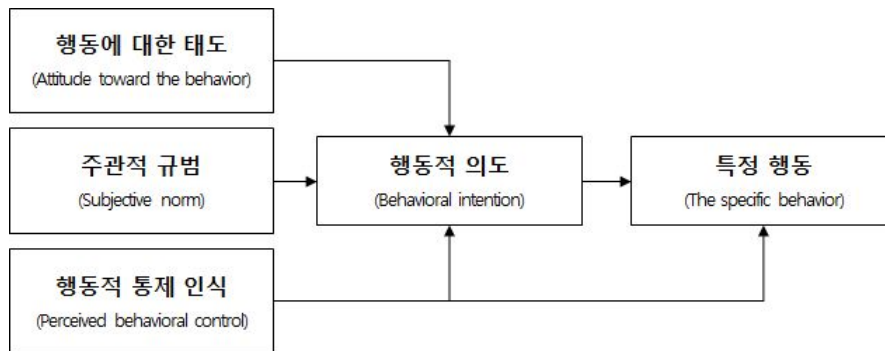 행동에 대한 태도
(Attitude toward the behavior)
주관적 규범
(Subjective norm)
행동적 의도
(Behavioral intention)
특정 행동
(The specific behavior)
행동적 통제 인식
(Perceived behavioral control)